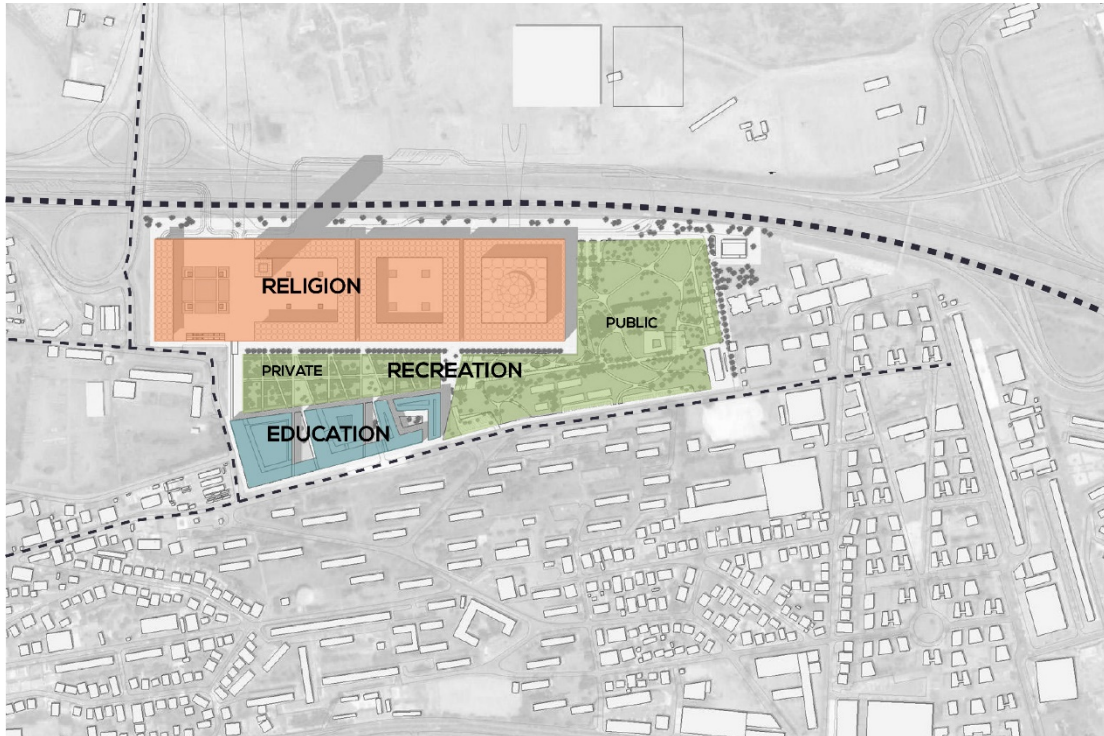 RELIGION
PUBLIC
PRIVATE
RECREATION
EDUCATION